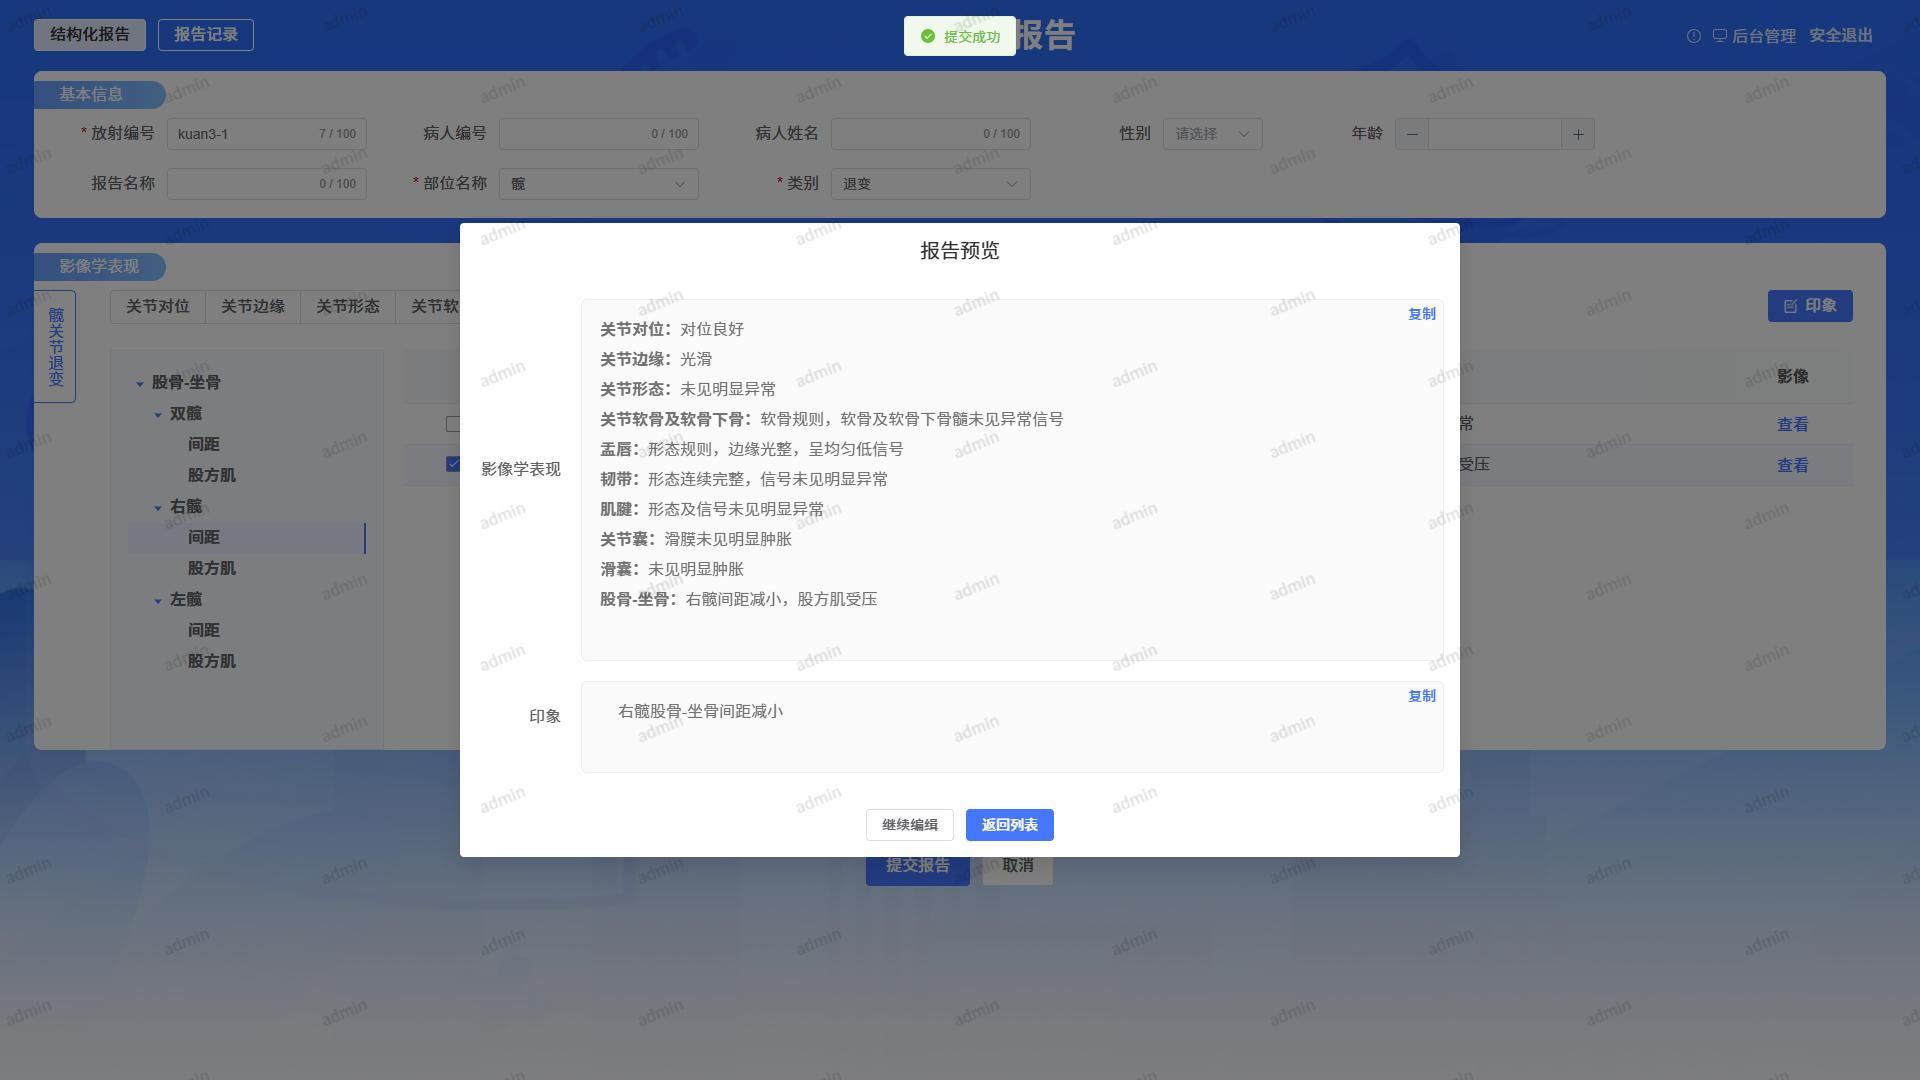 结构化报告
报告记录
提交成功
报告
后台管理
安全退出
基本信息
* 放射编号 kuan3-1 7 / 100
病人编号 0 / 100
病人姓名 0 / 100
性别 请选择
年龄
报告名称 0 / 100
* 部位名称 髋
* 类别 退变
影像学表现
髋关节退变
关节对位
关节边缘
关节形态
关节软
印象
股骨-坐骨
双髋
间距
股方肌
右髋
间距
股方肌
左髋
间距
股方肌
影像
常
查看
受压
查看
报告预览
影像学表现
复制
关节对位：对位良好
关节边缘：光滑
关节形态：未见明显异常
关节软骨及软骨下骨：软骨规则，软骨及软骨下骨髓未见异常信号
盂唇：形态规则，边缘光整，呈均匀低信号
韧带：形态连续完整，信号未见明显异常
肌腱：形态及信号未见明显异常
关节囊：滑膜未见明显肿胀
滑囊：未见明显肿胀
股骨-坐骨：右髋间距减小，股方肌受压
印象
复制
右髋股骨-坐骨间距减小
继续编缉
返回列表
提交报告
取消
admin